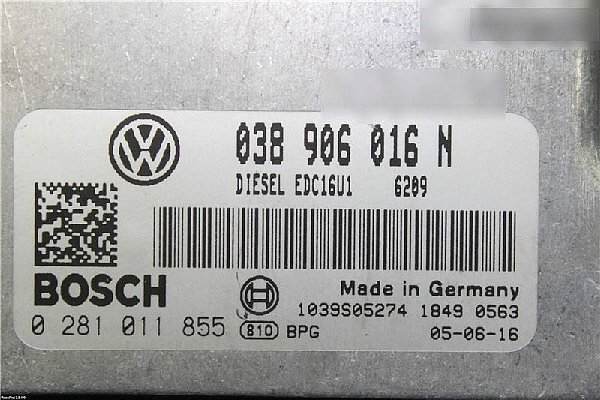 038 906 016 N
DIESEL EDC16U1 6209
BOSCH
Made in Germany
1039S05274 1849 0563
0 281 011 855 B10 BPG 05-06-16